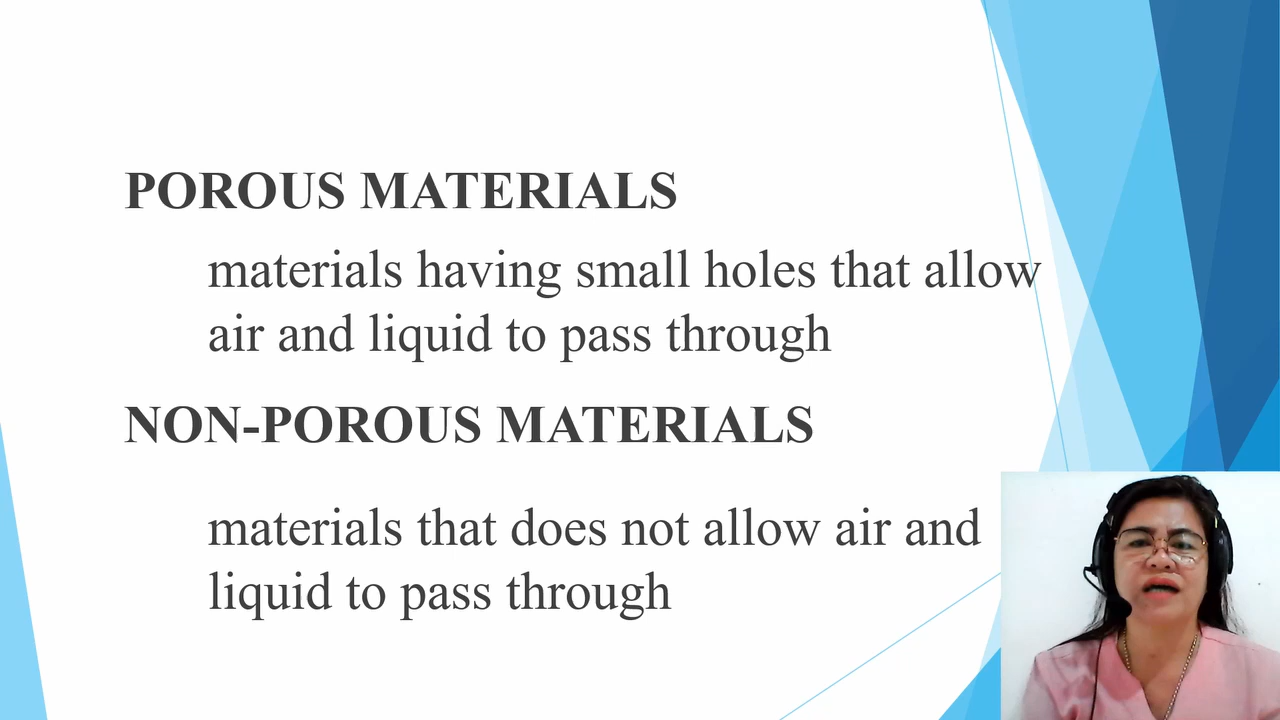 POROUS MATERIALS
materials having small holes that allow
air and liquid to pass through
NON-POROUS MATERIALS
materials that does not allow air and
liquid to pass through